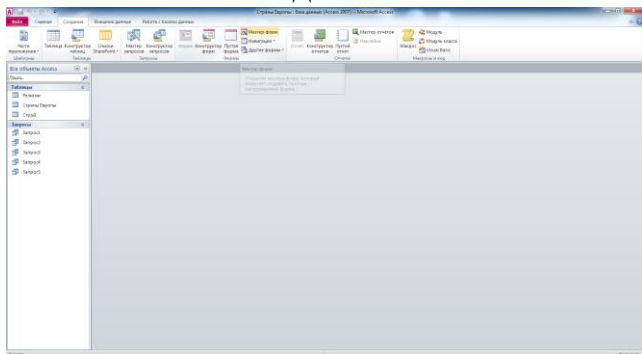 Страны Европы : база данных (Access 2007) - Microsoft Access
Файл Главная Создание Внешние данные Работа с базами данных
Части приложения
Таблица Конструктор таблиц Списки SharePoint
Мастер запросов Конструктор запросов
Форма Конструктор форм Пустая форма
Мастер форм
Навигация
Другие формы
Отчет Конструктор отчетов Пустой отчет
Мастер отчетов
Наклейки
Макрос
Модуль
Модуль класса
Visual Basic
Шаблоны Таблицы Запросы Формы Отчеты Макросы и код
Все объекты Access
Поиск...
Таблицы
Религии
Страны Европы
Строй
Запросы
Запрос1
Запрос2
Запрос3
Запрос4
Запрос5
Мастер форм